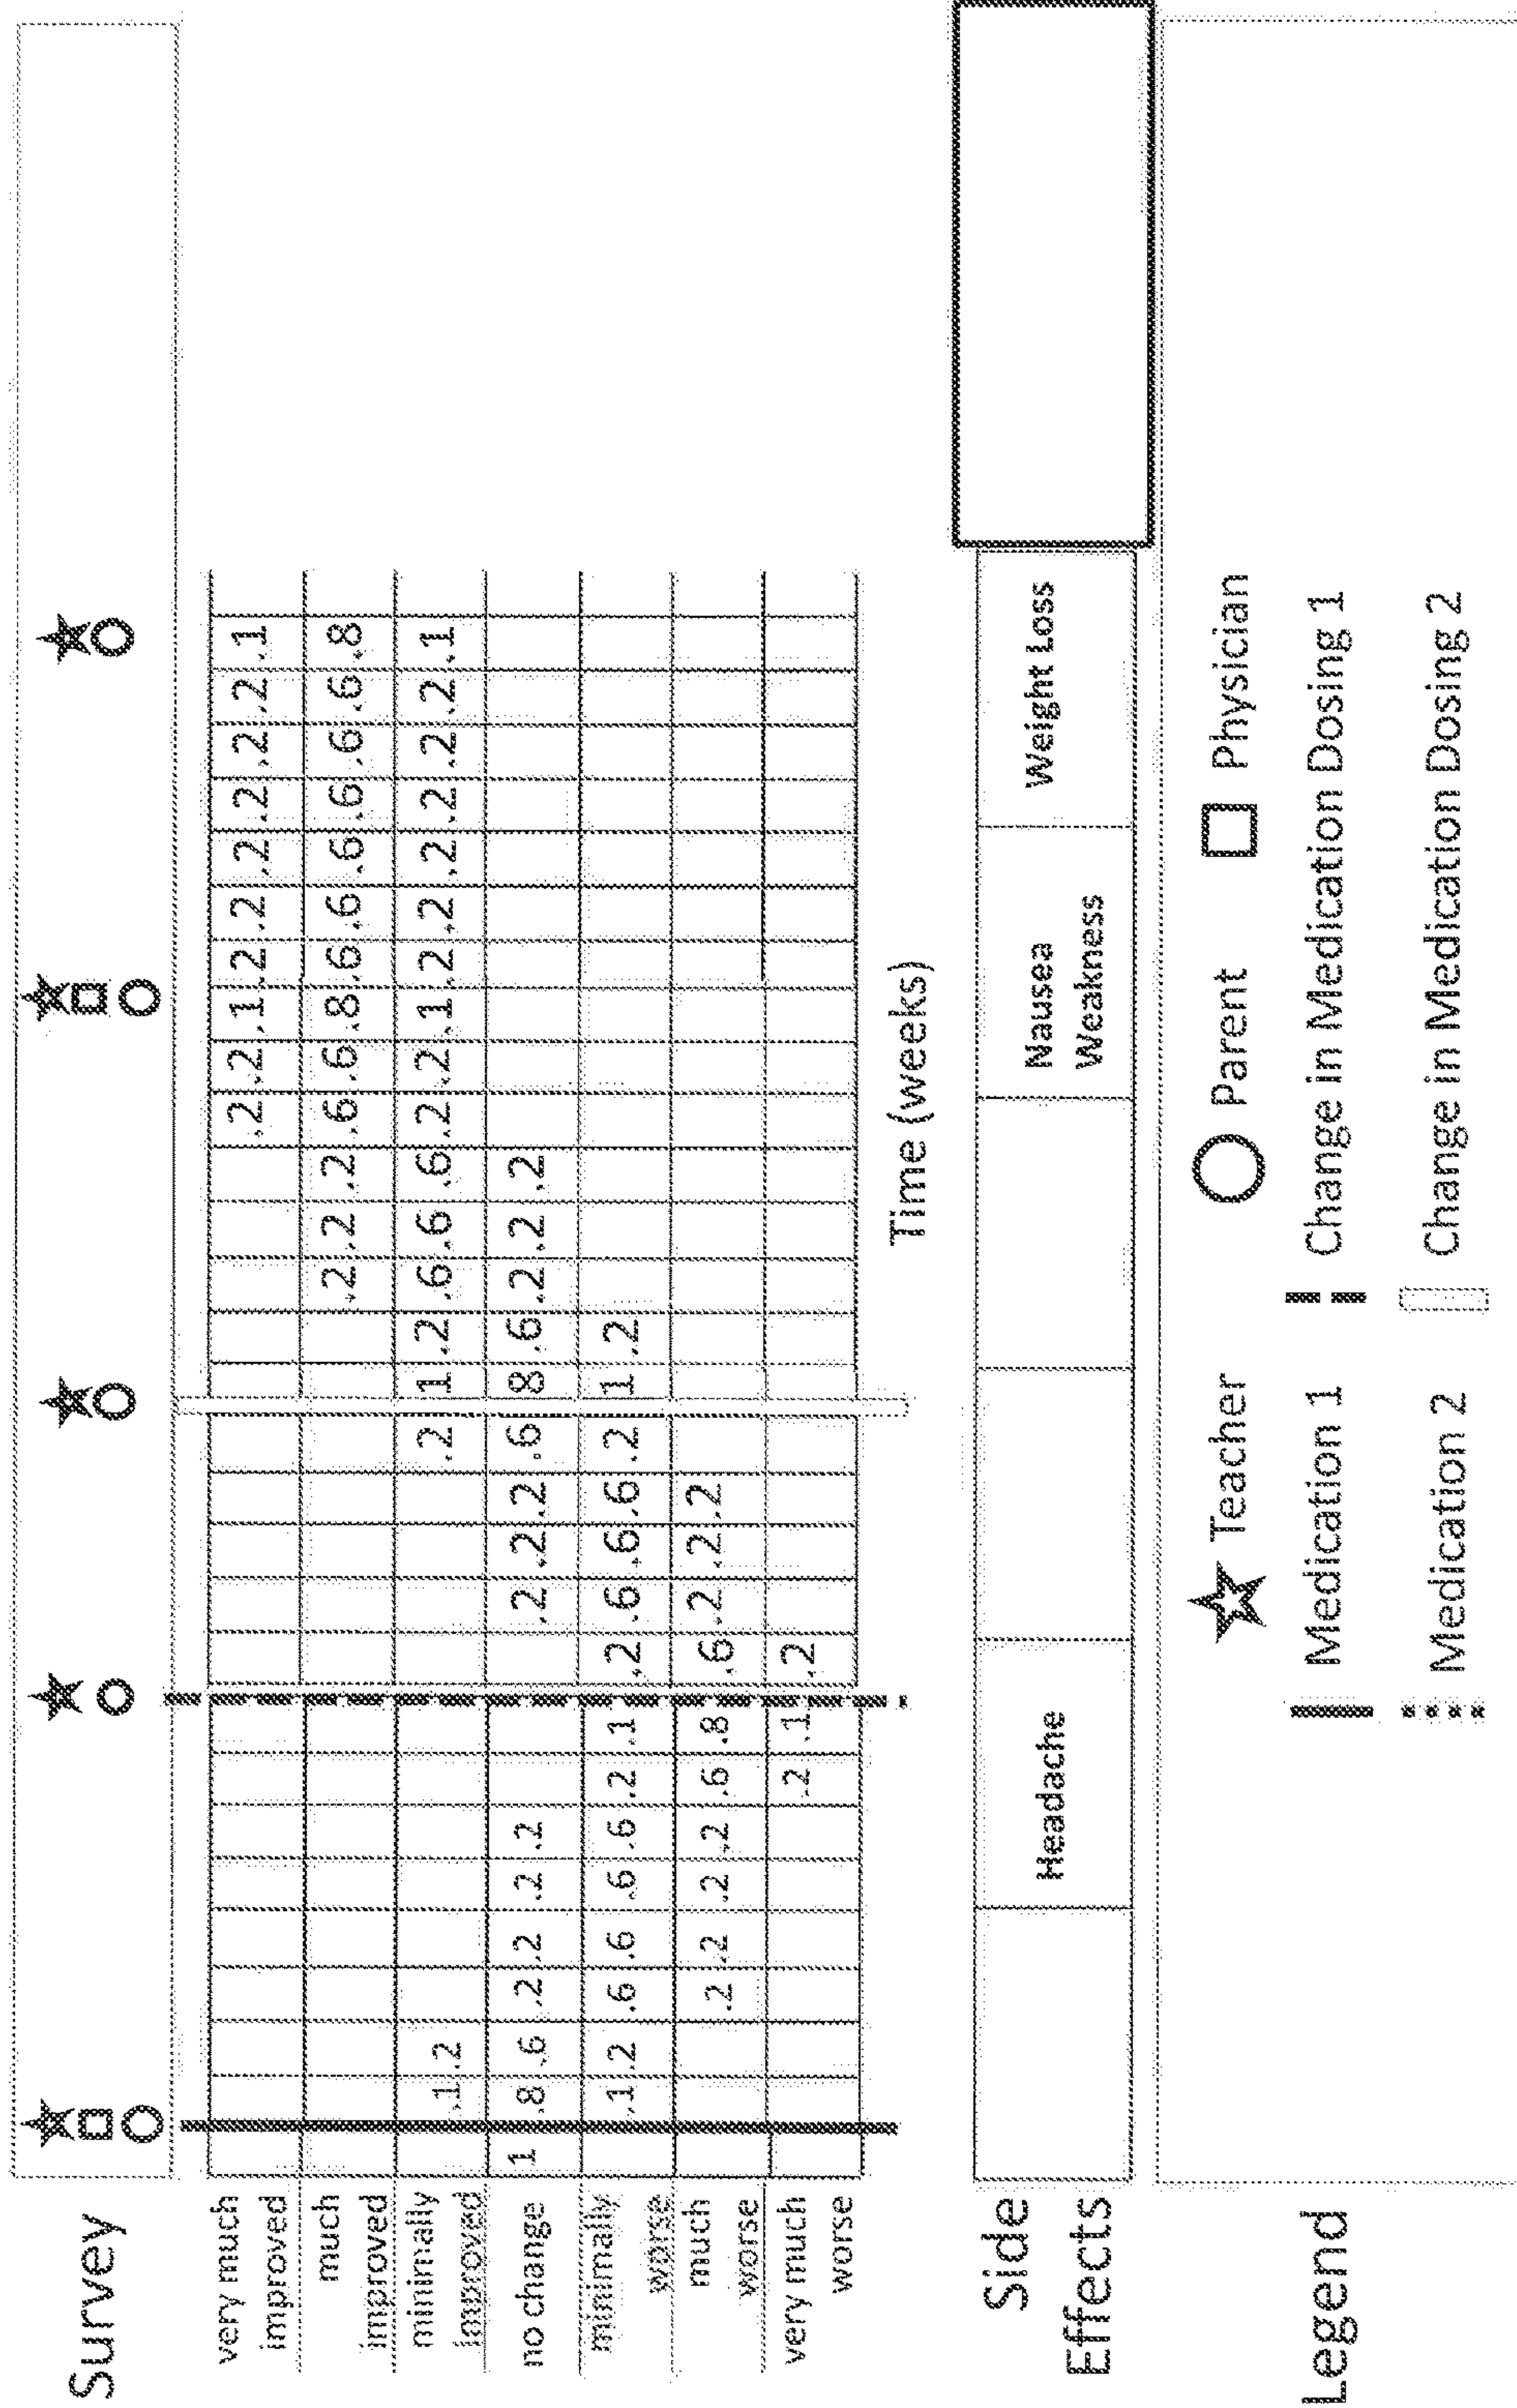 Survey
very much
improved
.2 .2 .1 .2 .2 .2 .2 .2 .2 .1
much
improved
.2 .2 .2 .6 .6 .8 .6 .6 .6 .6 .6 .6 .8
minimally
improved
.1 .2 .2 1 .2 .6 .6 .6 .2 .2 .1 .2 .2 .2 .2 .2 .2 .1
no change
1 .8 .6 .2 .2 .2 .2 .2 .2 .2 .6 8 .6 .2 .2 .2
minimally
worse
.1 .2 .6 .6 .6 .6 .2 .1 .2 .6 .6 .6 .2 1 .2
much
worse
.2 .2 .2 .2 .6 .8 .6 .2 .2 .2
very much
worse
.2 .1 .2
Time (weeks)
Side
Effects
Headache
Nausea
Weakness
Weight Loss
Legend
Teacher Parent Physician
Medication 1 Change in Medication Dosing 1
Medication 2 Change in Medication Dosing 2